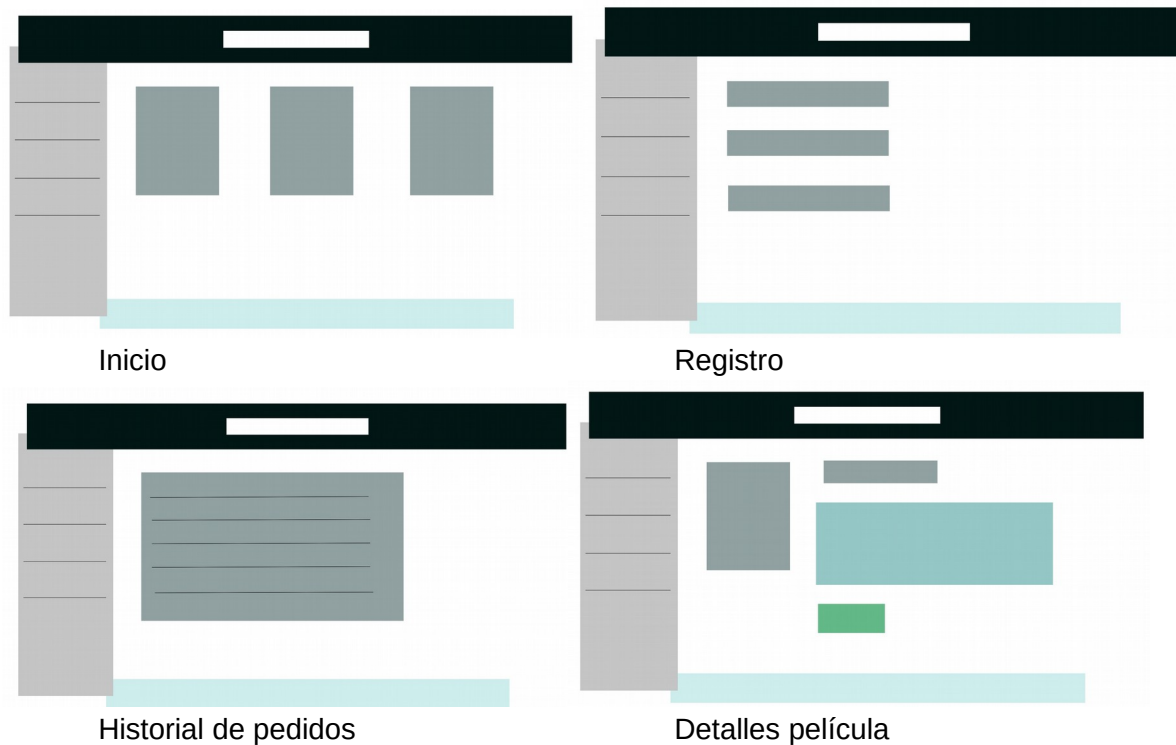 Inicio
Registro
Historial de pedidos
Detalles película